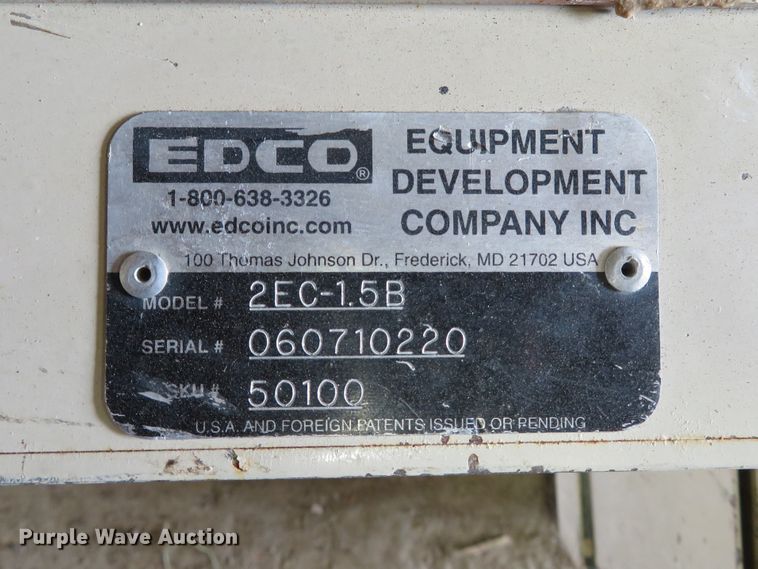 EDCO®
1-800-638-3326
www.edcoinc.com
EQUIPMENT
DEVELOPMENT
COMPANY INC
100 Thomas Johnson Dr., Frederick, MD 21702 USA
MODEL # 2EC-1.5B
SERIAL # 060710220
SKU # 50100
U.S.A. AND FOREIGN PATENTS ISSUED OR PENDING
Purple Wave Auction